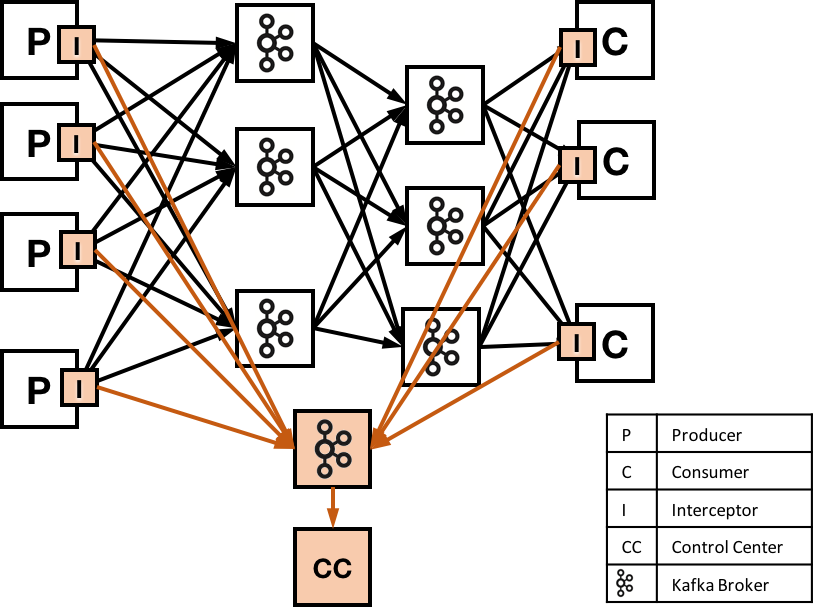 P I
I C
P I
I C
P I
P I
I C
CC
P Producer
C Consumer
I Interceptor
CC Control Center
Kafka Broker